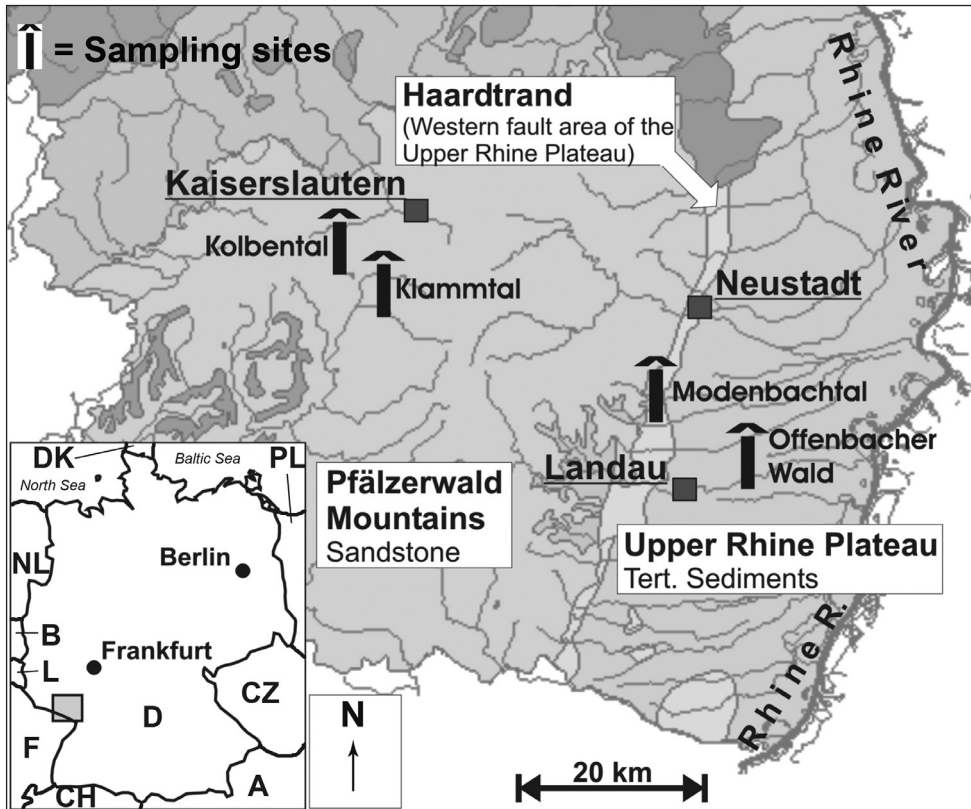 = Sampling sites
Haardtrand
(Western fault area of the
Upper Rhine Plateau)
Rhine River
Kaiserslautern
Kolbental
Klammtal
Neustadt
Modenbachtal
Offenbacher
Wald
Landau
Pfälzerwald
Mountains
Sandstone
Upper Rhine Plateau
Tert. Sediments
Rhine R.
DK
Baltic Sea
PL
North Sea
NL
Berlin
B
L
Frankfurt
CZ
D
F
CH
A
N
20 km